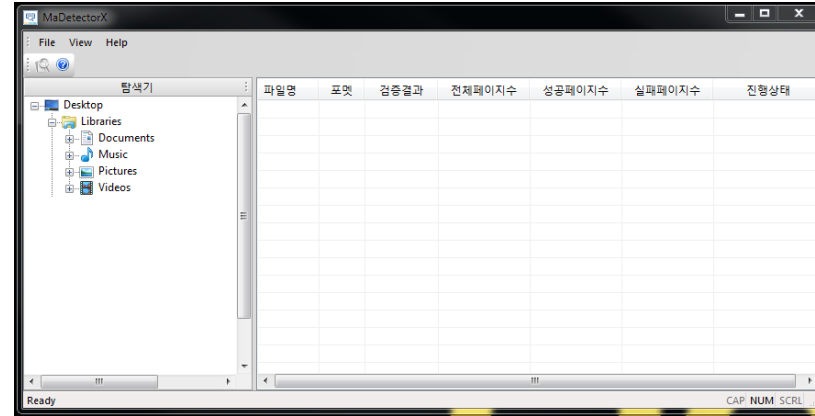 MaDetectorX
File View Help
탐색기
Desktop
Libraries
Documents
Music
Pictures
Videos
파일명 포멧 검증결과 전체페이지수 성공페이지수 실패페이지수 진행상태
Ready
CAP NUM SCRL